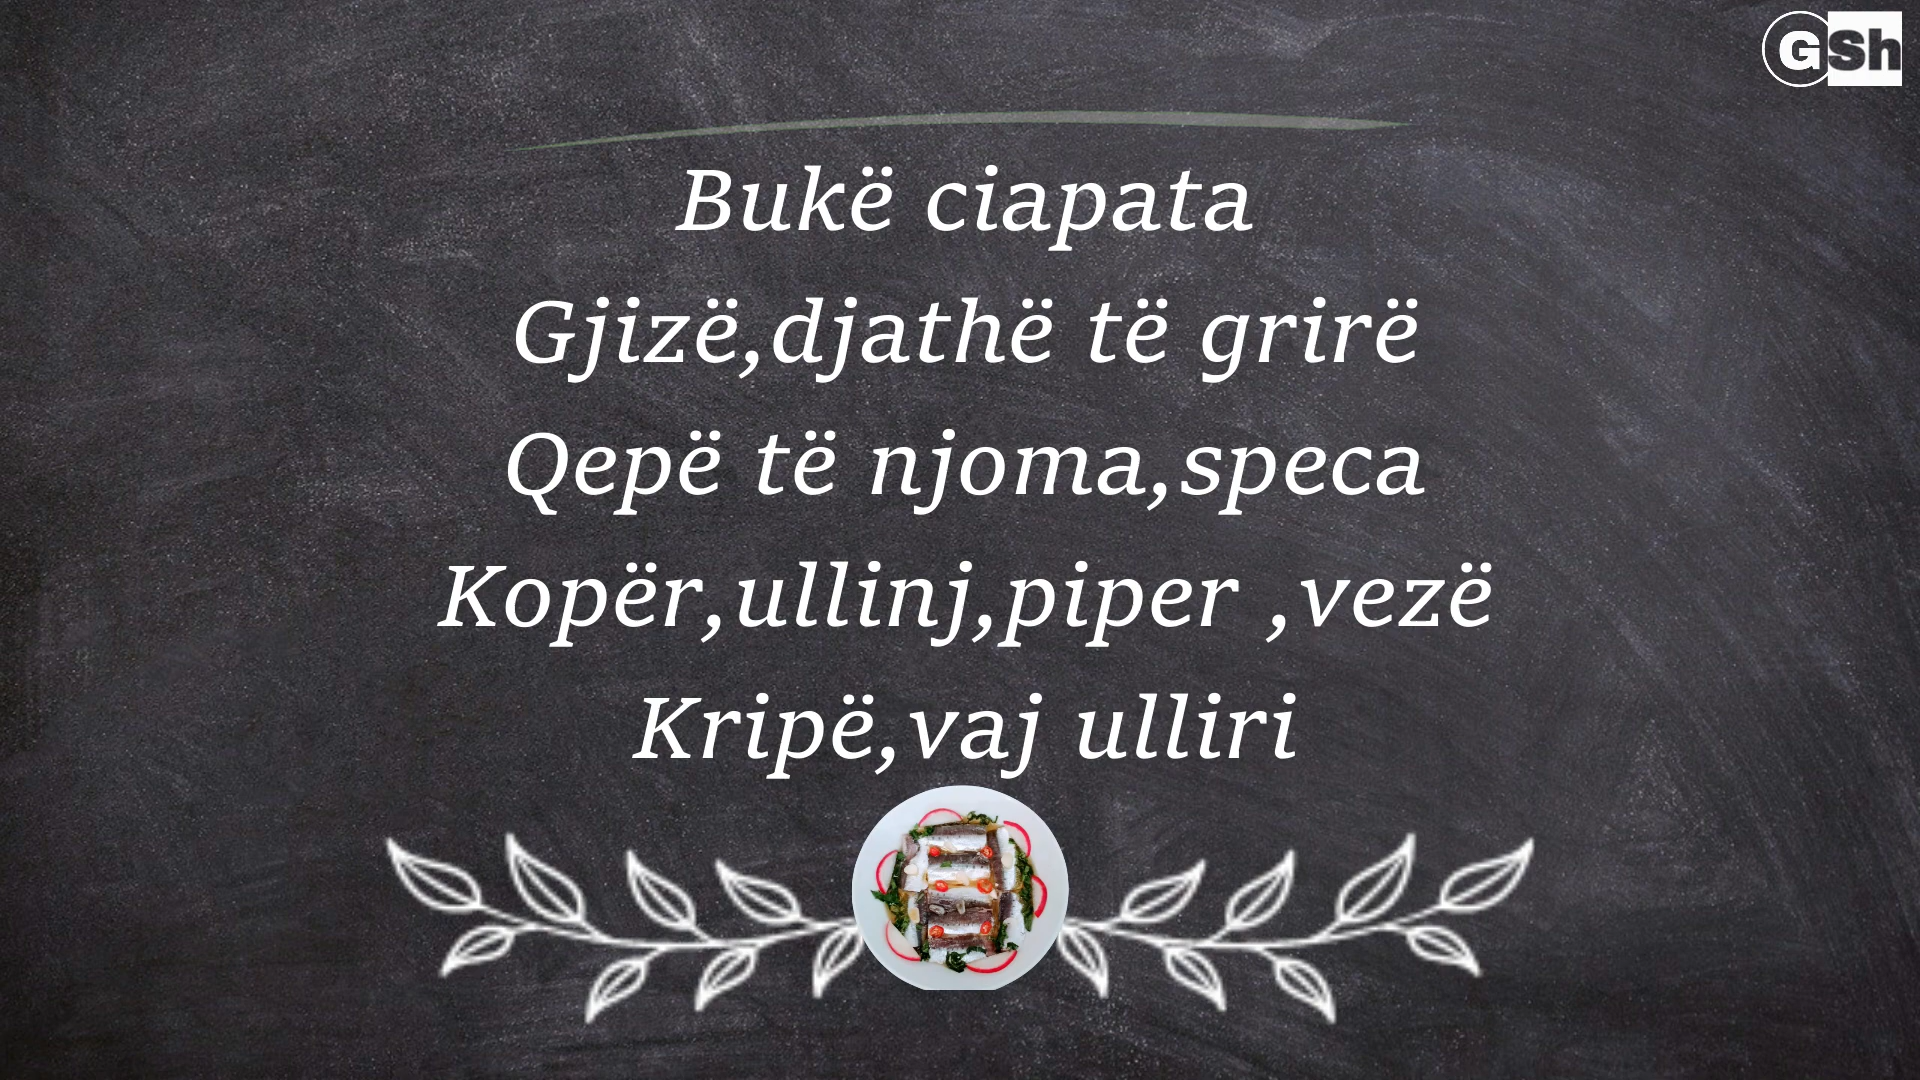 GSh
Bukë ciapata
Gjizë,djathë të grirë
Qepë të njoma,speca
Kopër,ullinj,piper ,vezë
Kripë,vaj ulliri